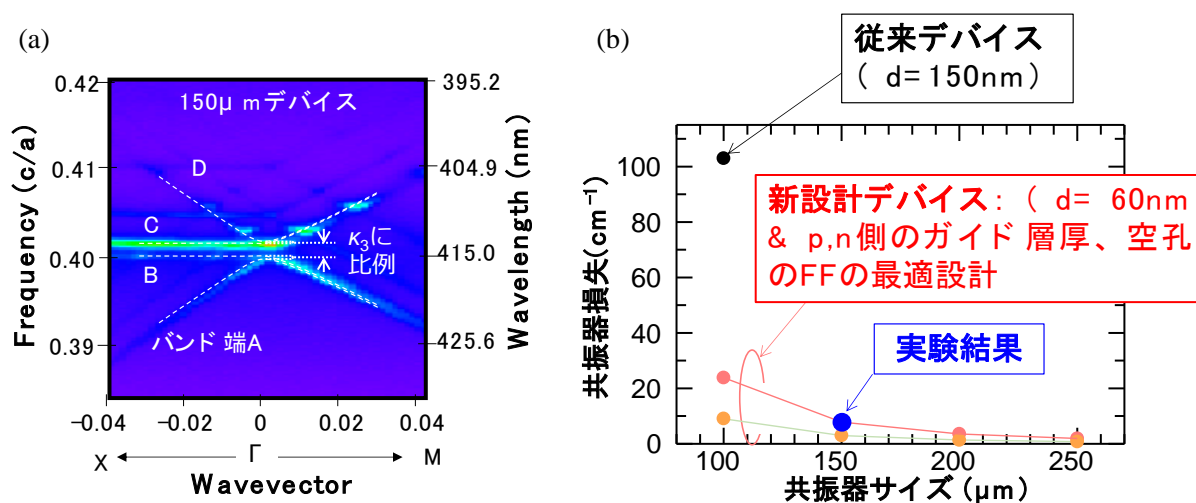 (a)
0.42
0.41
0.40
0.39
Frequency (c/a)
150μ mデバイス
D
C
B
バンド 端A
κ3に
比例
395.2
404.9
415.0
425.6
Wavelength (nm)
−0.04
−0.02
0
0.02
0.04
X
Γ
M
Wavevector
(b)
従来デバイス
( d= 150nm )
新設計デバイス: ( d= 60nm
& p,n側のガイド 層厚、空孔
のFFの最適設計
実験結果
共振器損失(cm⁻¹)
100
80
60
40
20
0
100
150
200
250
共振器サイズ (μm)